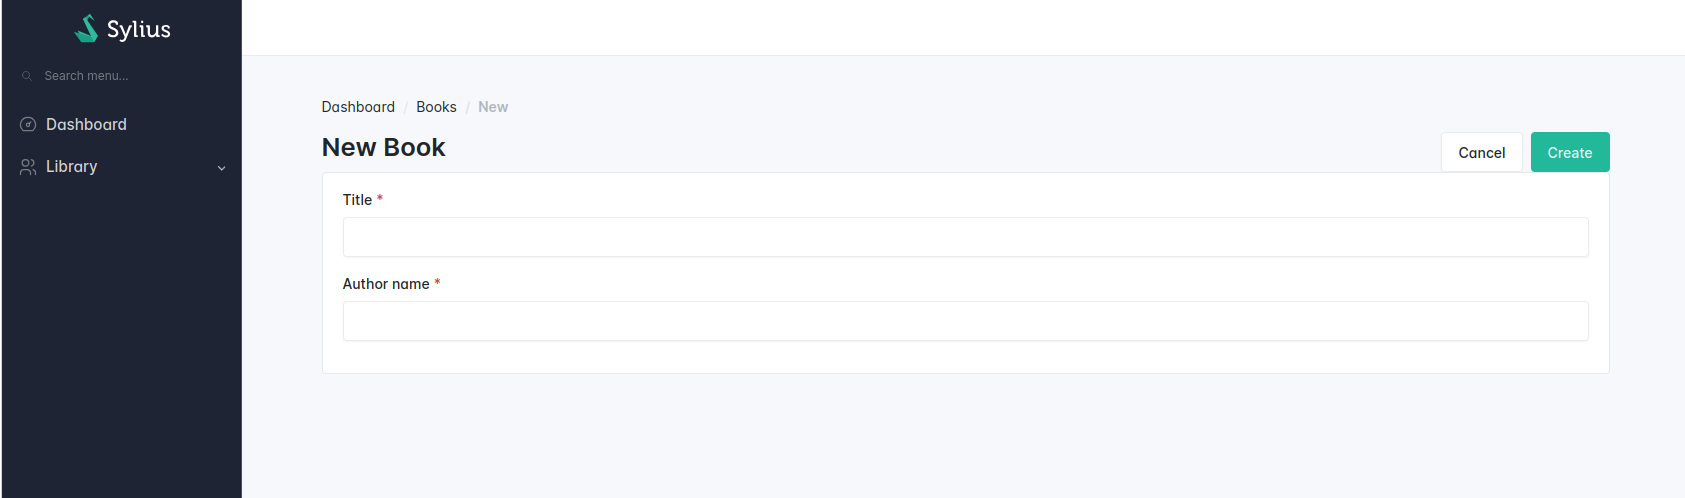 Sylius
Search menu...
Dashboard
Library
Dashboard / Books / New
New Book
Cancel
Create
Title *
Author name *